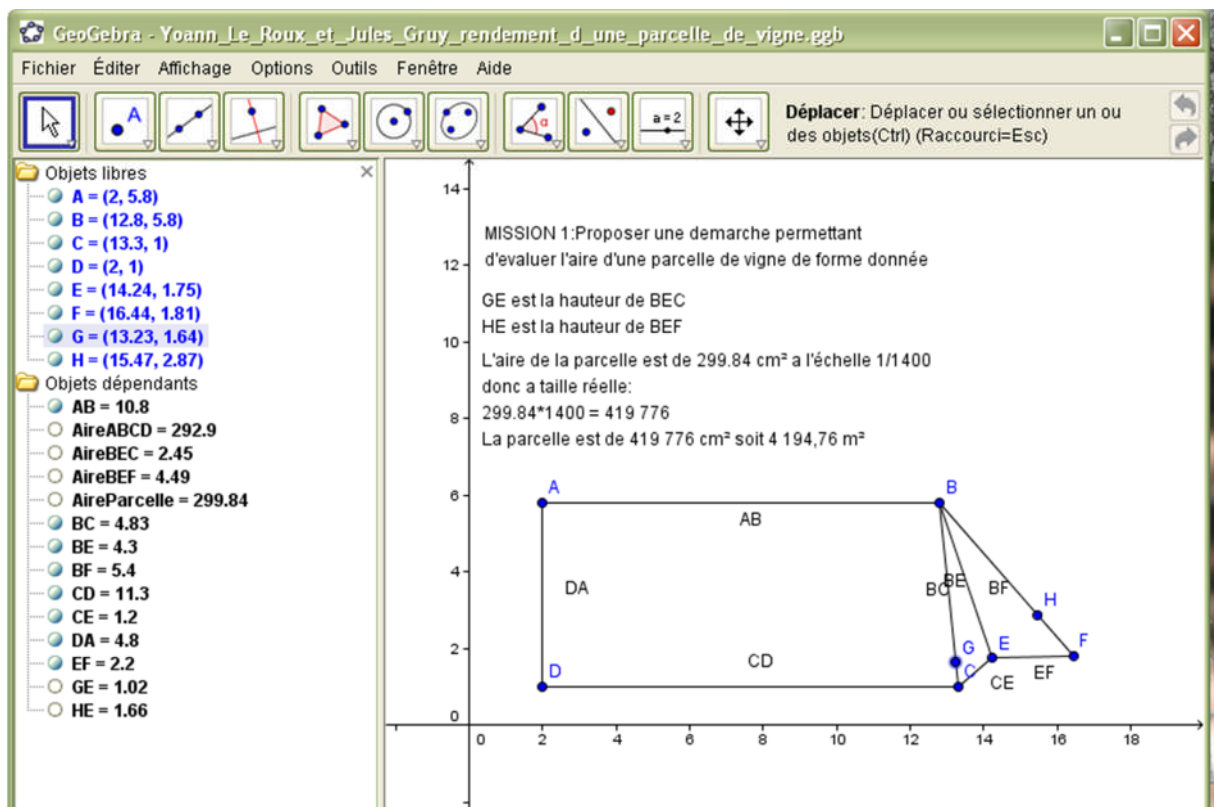 GeoGebra - Yoann_Le_Roux_et_Jules_Gruy_rendement_d_une_parcelle_de_vigne.ggb
Fichier Éditer Affichage Options Outils Fenêtre Aide
A
α
a = 2
Déplacer: Déplacer ou sélectionner un ou
des objets(Ctrl) (Raccourci=Esc)
Objets libres
A = (2, 5.8)
B = (12.8, 5.8)
C = (13.3, 1)
D = (2, 1)
E = (14.24, 1.75)
F = (16.44, 1.81)
G = (13.23, 1.64)
H = (15.47, 2.87)
Objets dépendants
AB = 10.8
AireABCD = 292.9
AireBEC = 2.45
AireBEF = 4.49
AireParcelle = 299.84
BC = 4.83
BE = 4.3
BF = 5.4
CD = 11.3
CE = 1.2
DA = 4.8
EF = 2.2
GE = 1.02
HE = 1.66
14
MISSION 1:Proposer une demarche permettant
d'evaluer l'aire d'une parcelle de vigne de forme donnée
12
GE est la hauteur de BEC
HE est la hauteur de BEF
10
L'aire de la parcelle est de 299.84 cm² a l'échelle 1/1400
donc a taille réelle:
299.84*1400 = 419 776
8
La parcelle est de 419 776 cm² soit 4 194,76 m²
6
A
B
AB
4
DA
BC
BE
BF
H
2
G
E
F
D
CD
C
CE
EF
0
0 2 4 6 8 10 12 14 16 18